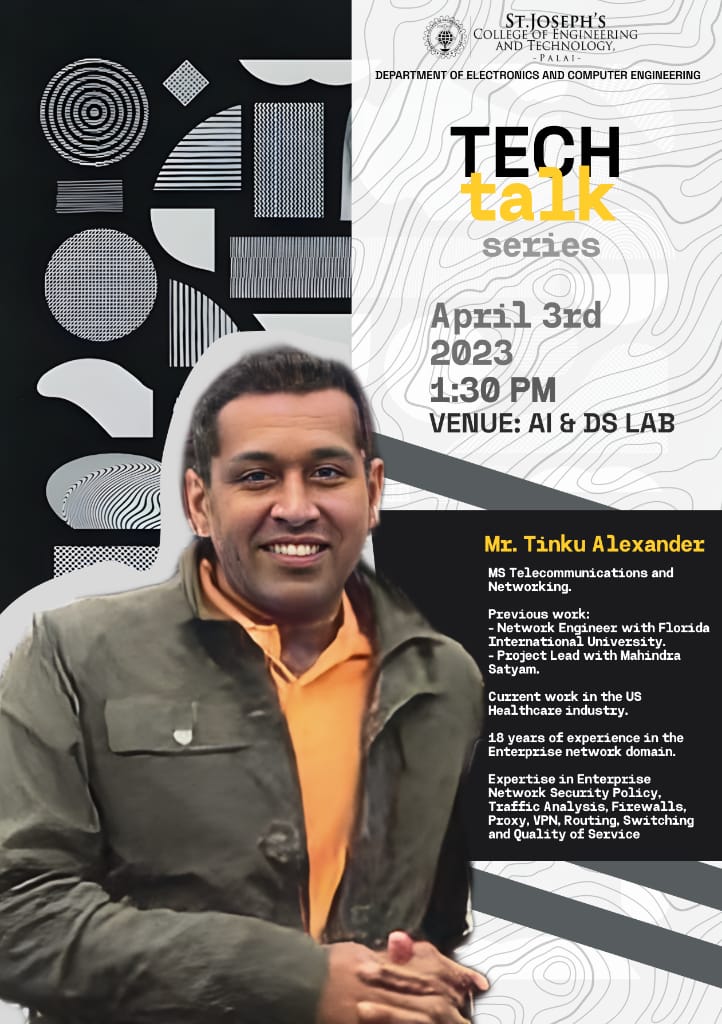 ST.JOSEPH'S
COLLEGE OF ENGINEERING
AND TECHNOLOGY,
- PALAI -
DEPARTMENT OF ELECTRONICS AND COMPUTER ENGINEERING
TECH
talk
series
April 3rd
2023
1:30 PM
VENUE: AI & DS LAB
Mr. Tinku Alexander
MS Telecommunications and
Networking.
Previous work:
- Network Engineer with Florida
International University.
- Project Lead with Mahindra
Satyam.
Current work in the US
Healthcare industry.
18 years of experience in the
Enterprise network domain.
Expertise in Enterprise
Network Security Policy,
Traffic Analysis, Firewalls,
Proxy, VPN, Routing, Switching
and Quality of Service